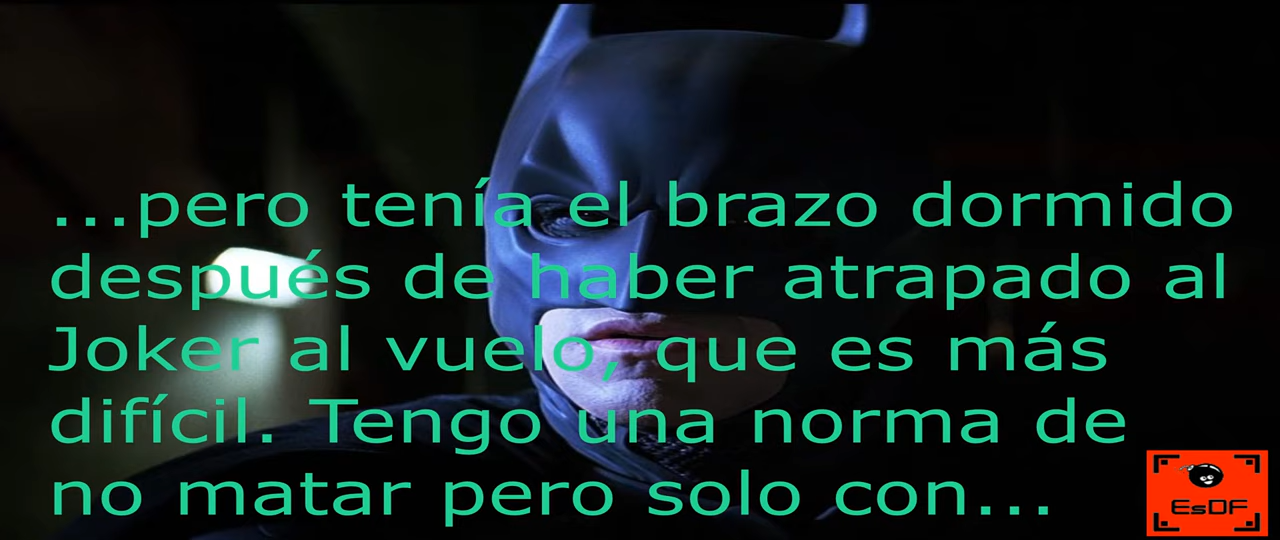 ...pero tenía el brazo dormido
después de haber atrapado al
Joker al vuelo, que es más
difícil. Tengo una norma de
no matar pero solo con...
EsDF